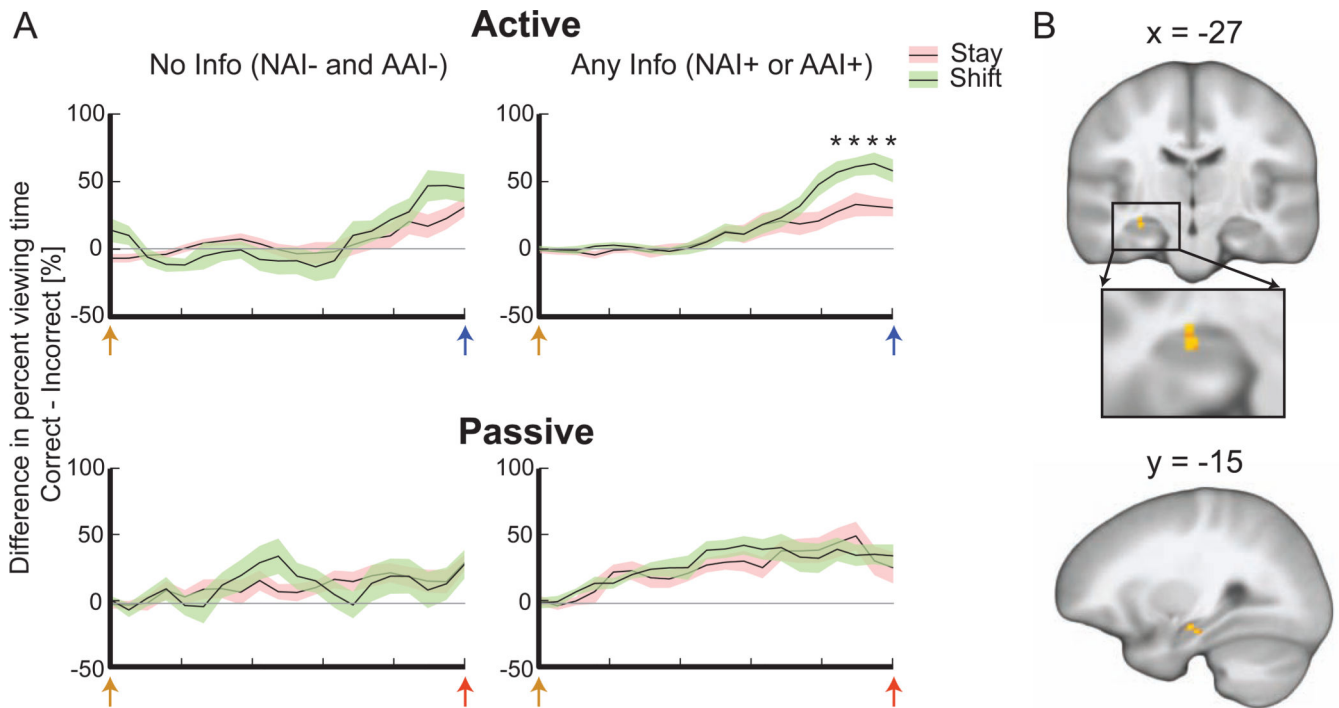 A
Active
No Info (NAI- and AAI-)
Any Info (NAI+ or AAI+)
Stay
Shift
Difference in percent viewing time
Correct - Incorrect [%]
100
50
0
-50
100
50
0
-50
* * * *
Passive
100
50
0
-50
100
50
0
-50
B
x = -27
y = -15